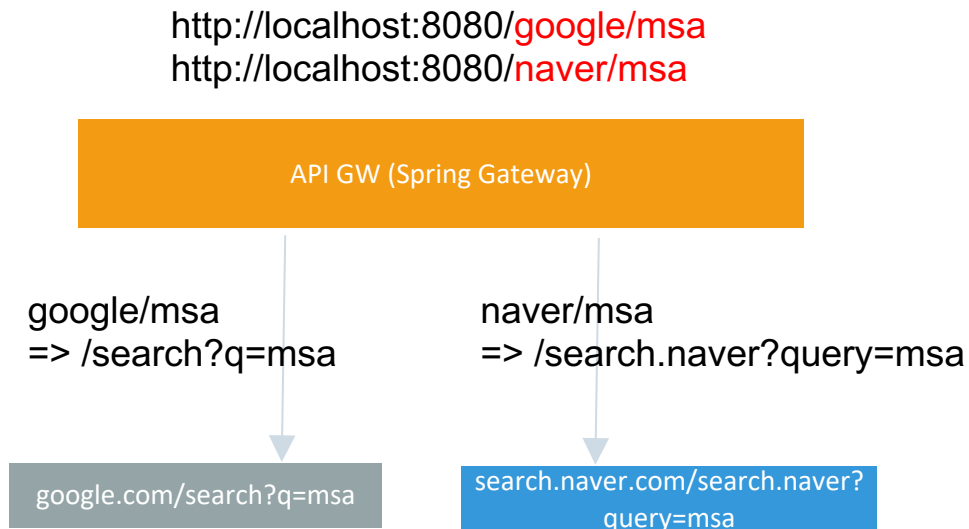 http://localhost:8080/google/msa
http://localhost:8080/naver/msa
API GW (Spring Gateway)
google/msa
=> /search?q=msa
naver/msa
=> /search.naver?query=msa
google.com/search?q=msa
search.naver.com/search.naver?
query=msa